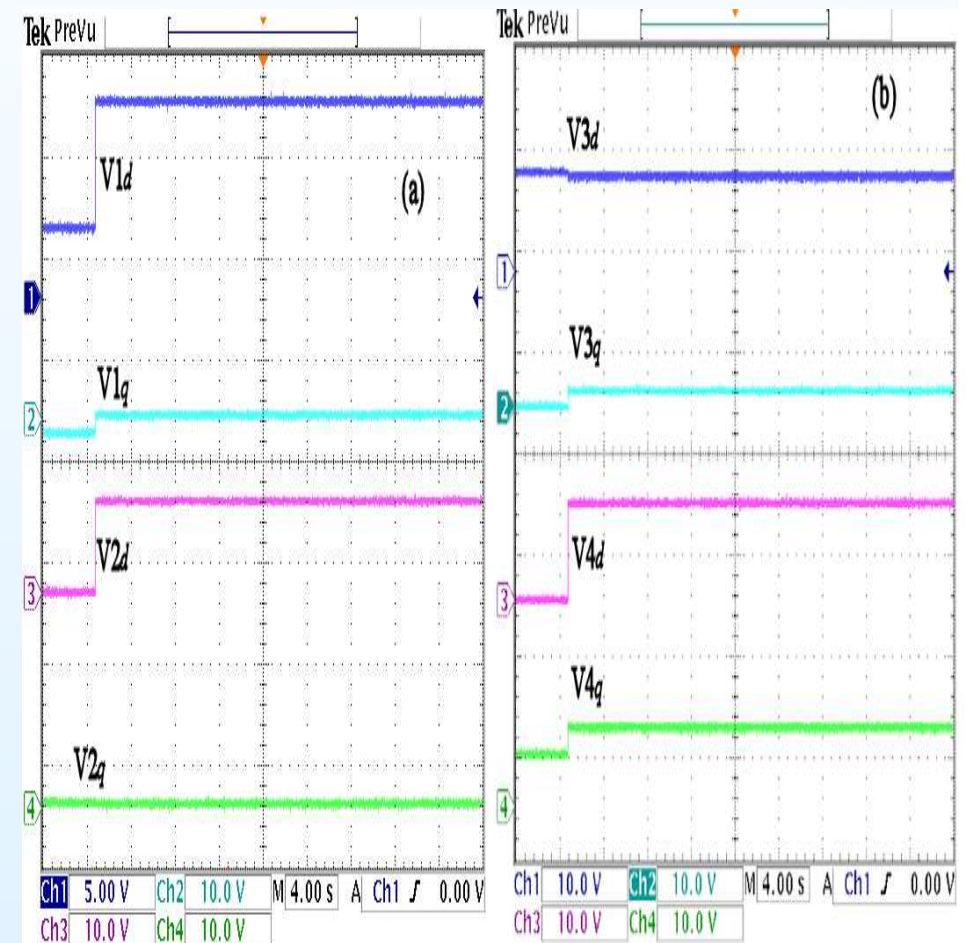 Tek PreVu
V1d
(a)
1
V1q
2
V2d
3
V2q
4
Ch1 5.00 V Ch2 10.0 V M 4.00 s A Ch1 ∫ 0.00 V
Ch3 10.0 V Ch4 10.0 V
Tek PreVu
(b)
V3d
1
V3q
2
V4d
3
V4q
4
Ch1 10.0 V Ch2 10.0 V M 4.00 s A Ch1 ∫ 0.00 V
Ch3 10.0 V Ch4 10.0 V